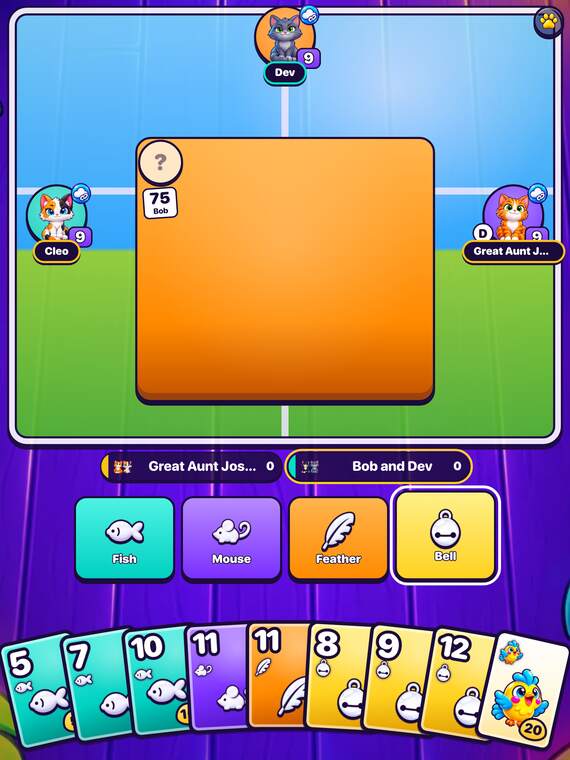 9
Dev
?
75
Bob
9
Cleo
D
9
Great Aunt J...
Great Aunt Jos... 0
Bob and Dev 0
Fish
Mouse
Feather
Bell
5
7
10
11
11
8
9
12
20